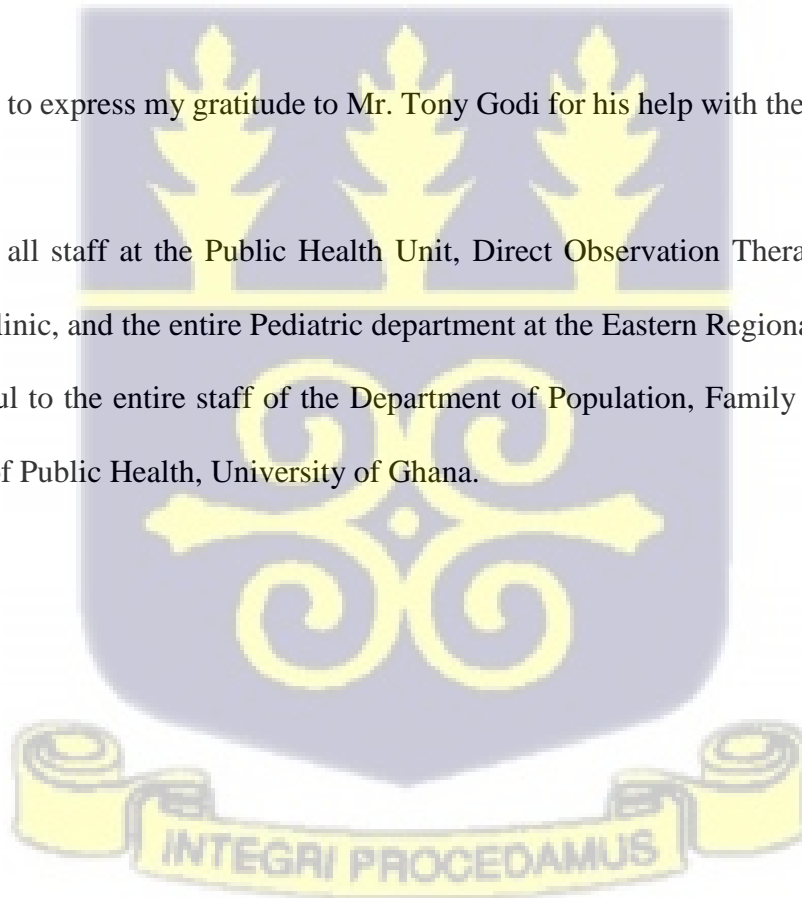 to express my gratitude to Mr. Tony Godi for his help with the
all staff at the Public Health Unit, Direct Observation Thera
linic, and the entire Pediatric department at the Eastern Regiona
ul to the entire staff of the Department of Population, Family
f Public Health, University of Ghana.
INTEGRI PROCEDAMUS